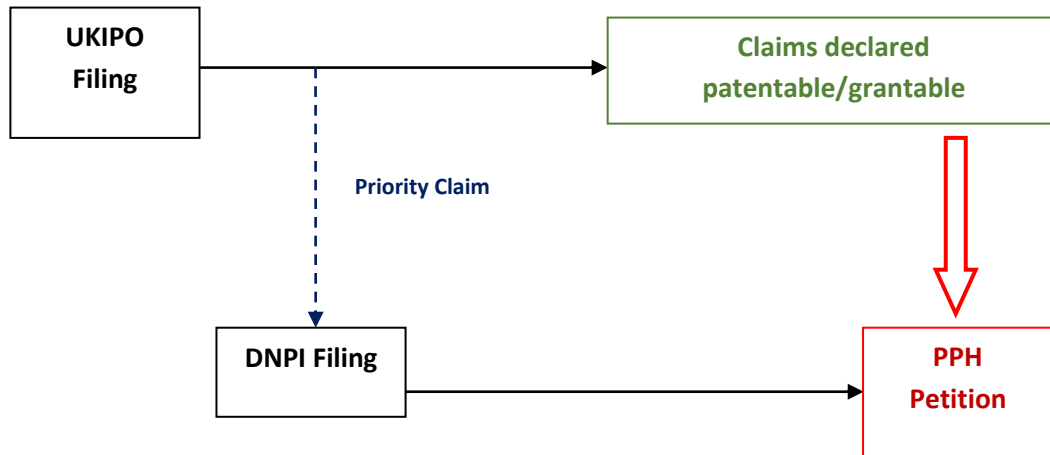 UKIPO
Filing
Claims declared
patentable/grantable
Priority Claim
DNPI Filing
PPH
Petition